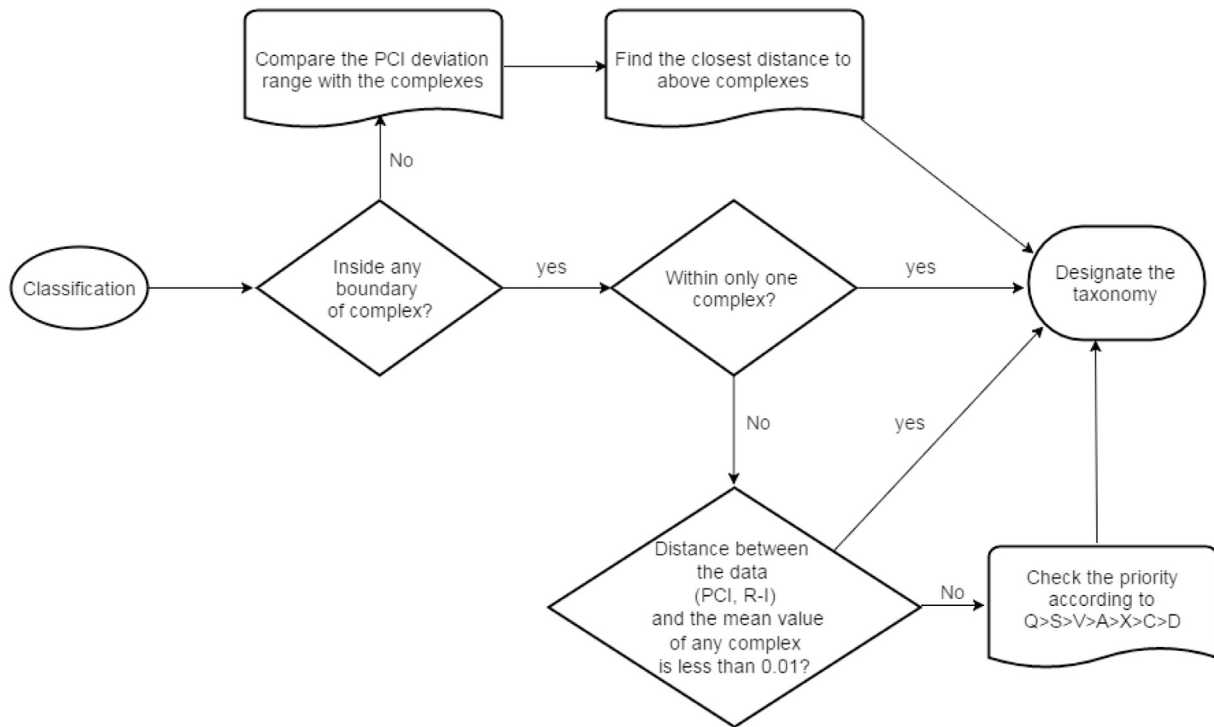 Compare the PCI deviation
range with the complexes
Find the closest distance to
above complexes
No
Classification
Inside any
boundary
of complex?
yes
Within only one
complex?
yes
Designate the
taxonomy
No
yes
Distance between
the data
(PCI, R-I)
and the mean value
of any complex
is less than 0.01?
No
Check the priority
according to
Q>S>V>A>X>C>D